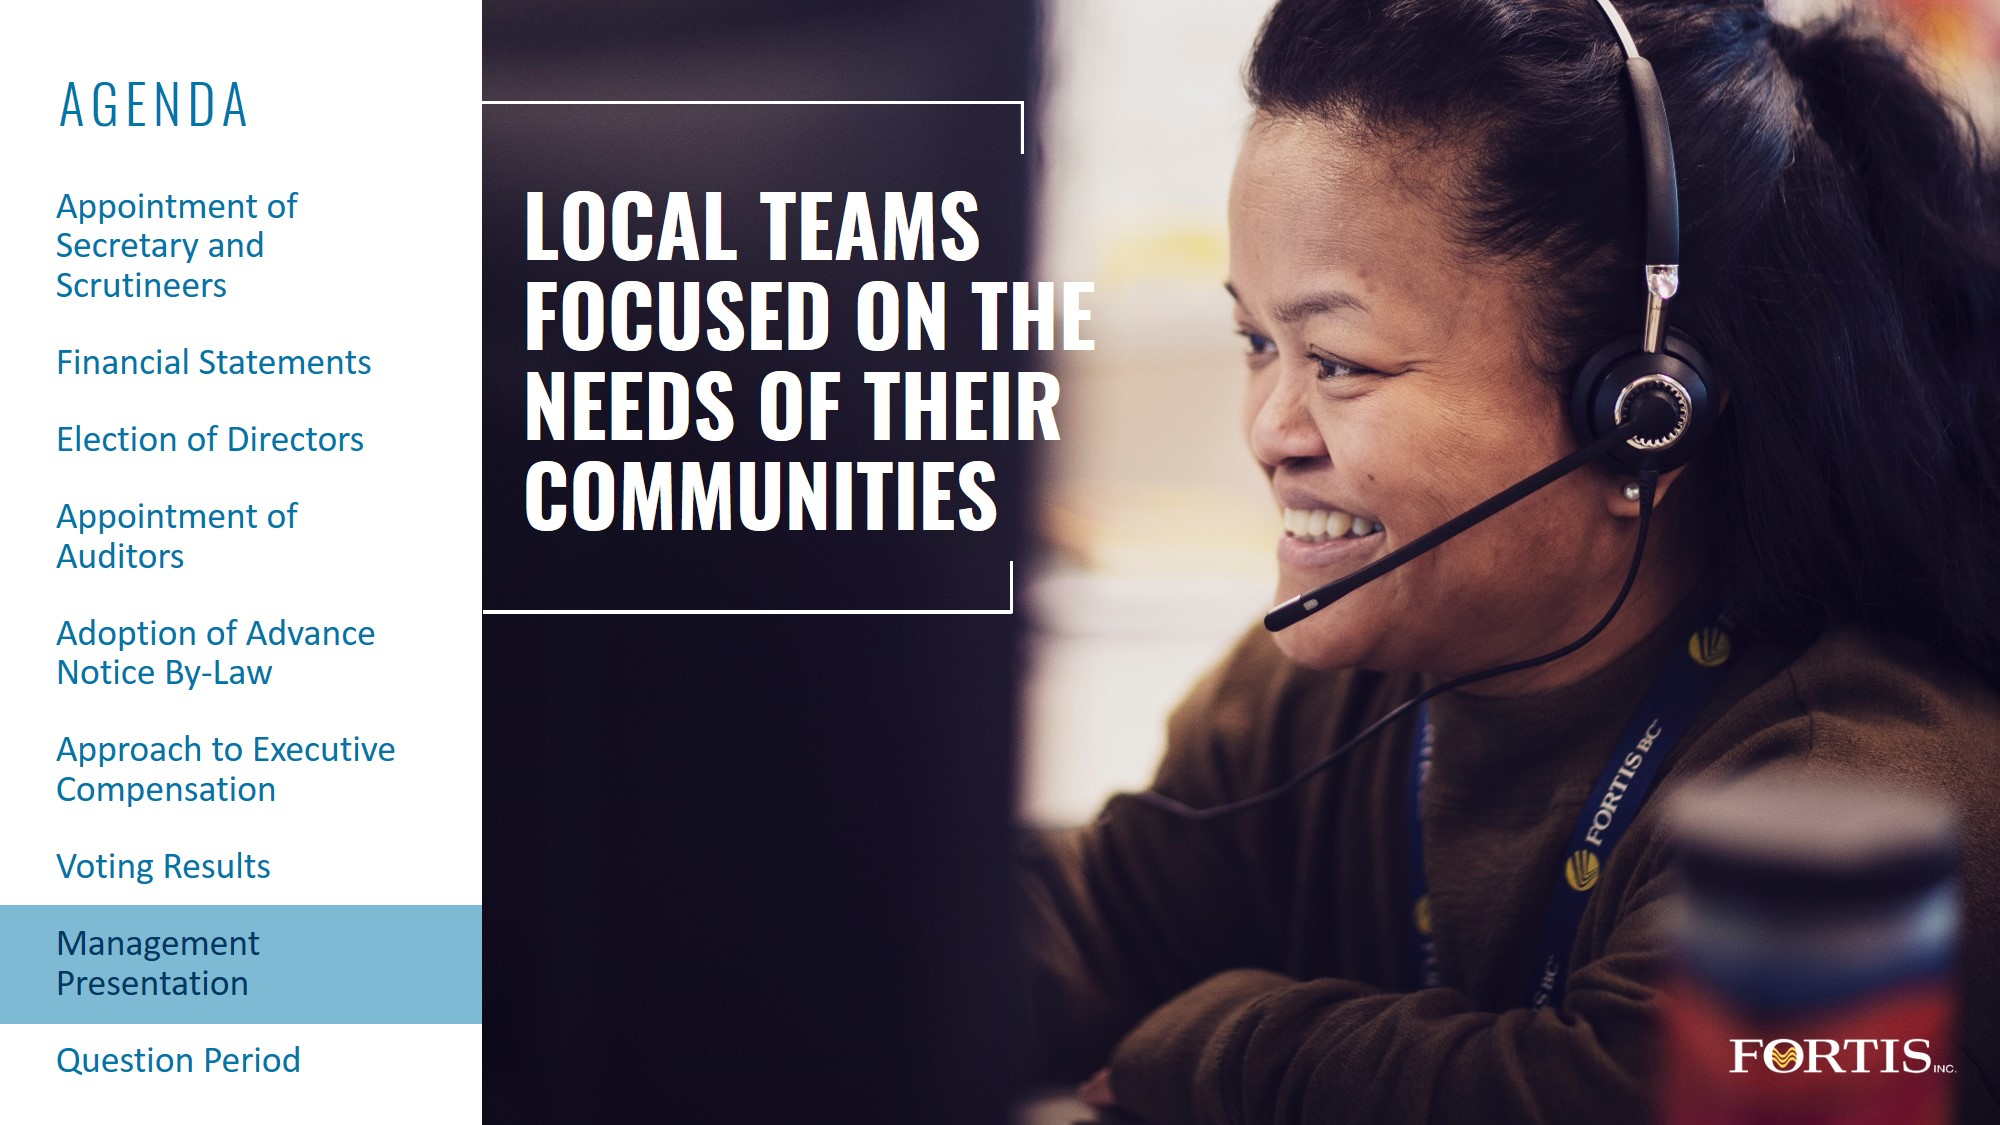 AGENDA
Appointment of
Secretary and
Scrutineers
Financial Statements
Election of Directors
Appointment of
Auditors
Adoption of Advance
Notice By-Law
Approach to Executive
Compensation
Voting Results
Management
Presentation
Question Period
LOCAL TEAMS
FOCUSED ON THE
NEEDS OF THEIR
COMMUNITIES
FORTIS BC
S BC
FORTIS INC.